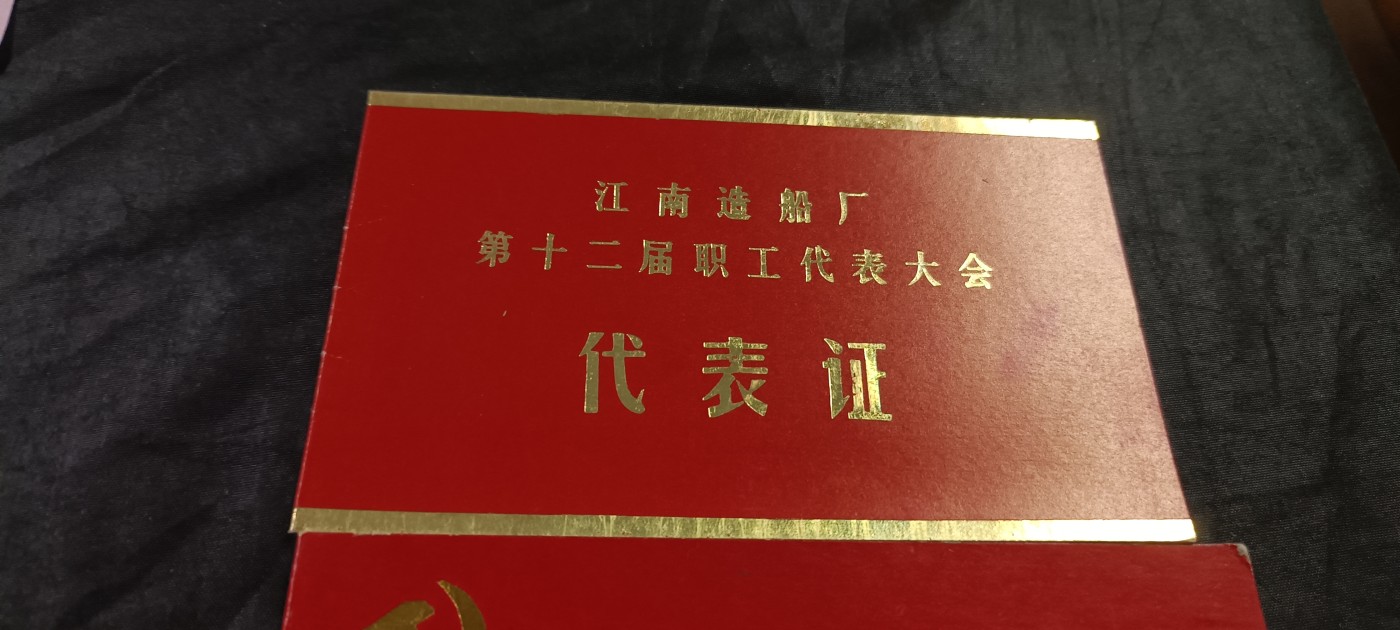 江南造船厂
第十二届职工代表大会
代表证